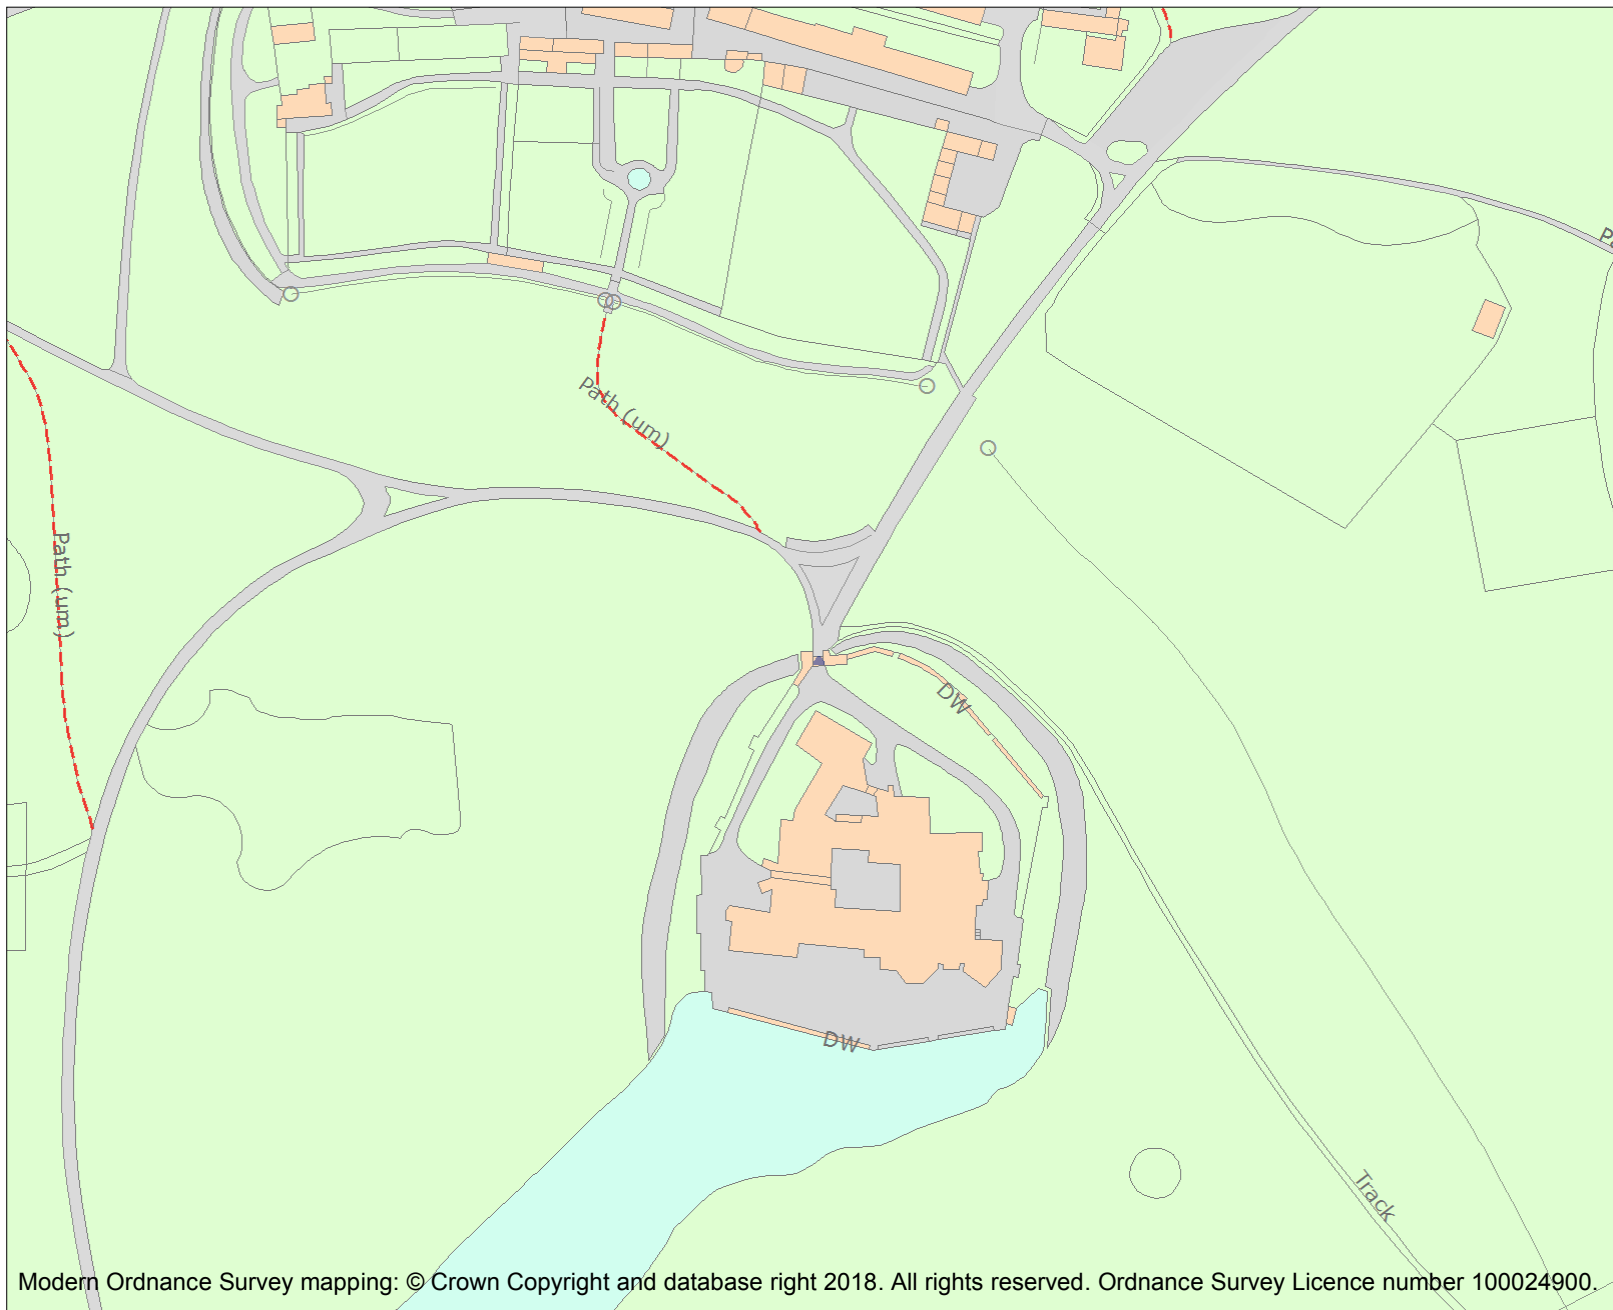 Path (um)
Path (um)
DW
DW
Track
Modern Ordnance Survey mapping: © Crown Copyright and database right 2018. All rights reserved. Ordnance Survey Licence number 100024900.